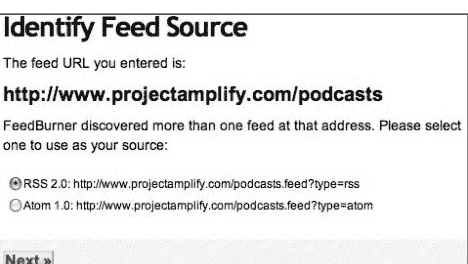 Identify Feed Source
The feed URL you entered is:
http://www.projectamplify.com/podcasts
FeedBurner discovered more than one feed at that address. Please select
one to use as your source:
RSS 2.0: http://www.projectamplify.com/podcasts.feed?type=rss
Atom 1.0: http://www.projectamplify.com/podcasts.feed?type=atom
Next »